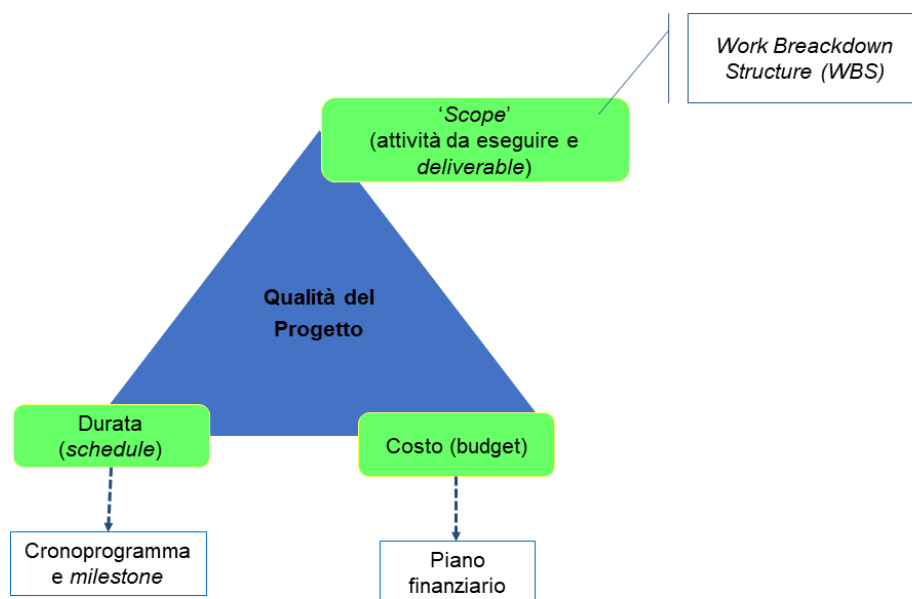 Work Breackdown
Structure (WBS)
‘Scope’
(attività da eseguire e
deliverable)
Qualità del
Progetto
Durata
(schedule)
Costo (budget)
Cronoprogramma
e milestone
Piano
finanziario